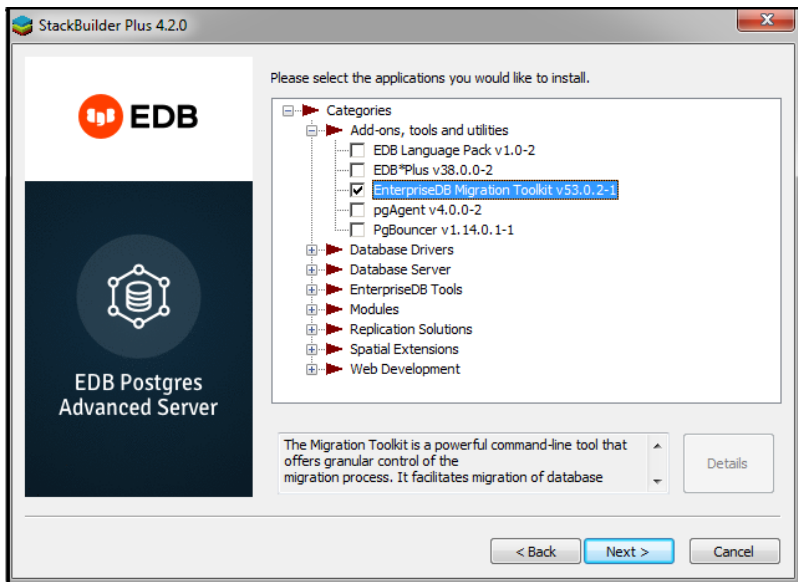 StackBuilder Plus 4.2.0
EDB
EDB Postgres
Advanced Server
Please select the applications you would like to install.
Categories
Add-ons, tools and utilities
EDB Language Pack v1.0-2
EDB*Plus v38.0.0-2
EnterpriseDB Migration Toolkit v53.0.2-1
pgAgent v4.0.0-2
PgBouncer v1.14.0.1-1
Database Drivers
Database Server
EnterpriseDB Tools
Modules
Replication Solutions
Spatial Extensions
Web Development
The Migration Toolkit is a powerful command-line tool that
offers granular control of the
migration process. It facilitates migration of database
Details
< Back
Next >
Cancel